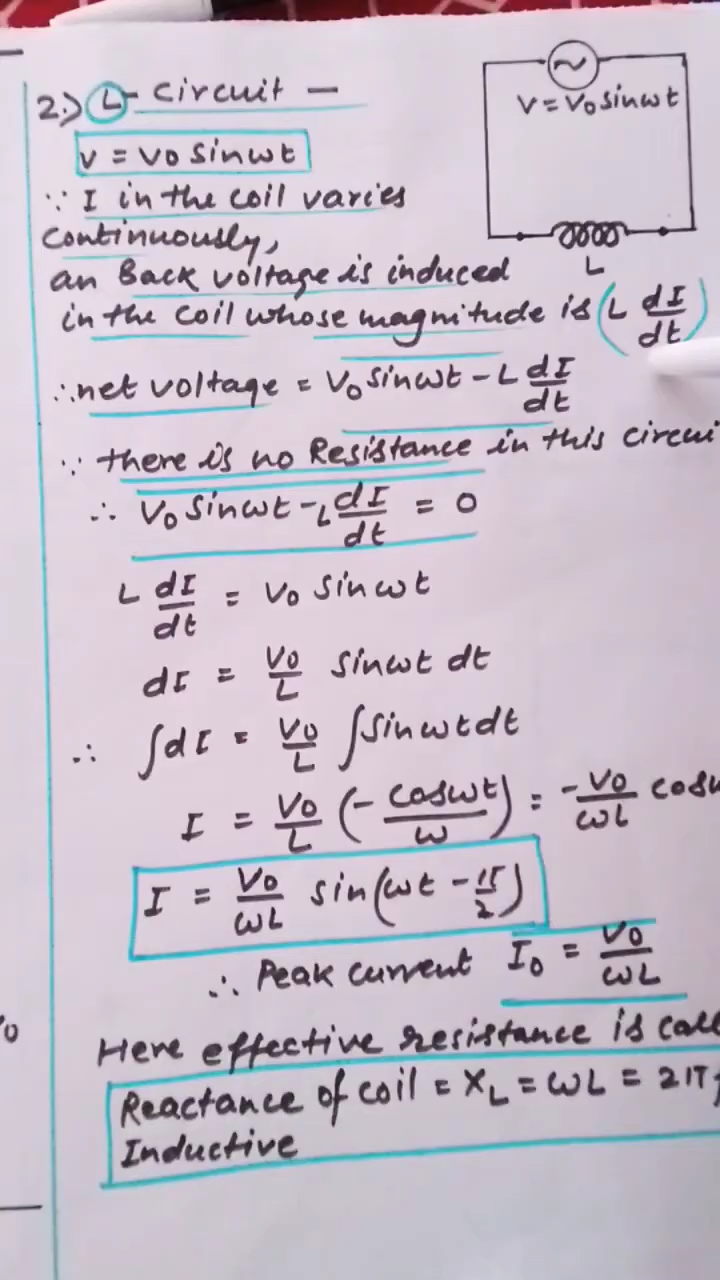 2.) L- Circuit -
V = V₀ sinωt
V = V₀ sinωt
∵ I in the coil varies
continuously,
L
an Back voltage is induced
in the coil whose magnitude is (L dI/dt)
∴ net voltage = V₀ sinωt - L dI/dt
∵ there is no Resistance in this circui
∴ V₀ sinωt - L dI/dt = 0
L dI/dt = V₀ sinωt
dI = V₀/L sinωt dt
∴ ∫dI = V₀/L ∫sinωt dt
I = V₀/L (- cosωt/ω) = -V₀/ωL cosω
I = V₀/ωL sin(ωt - π/2)
∴ Peak current I₀ = V₀/ωL
Here effective resistance is call
Reactance of coil = X_L = ωL = 2π
Inductive